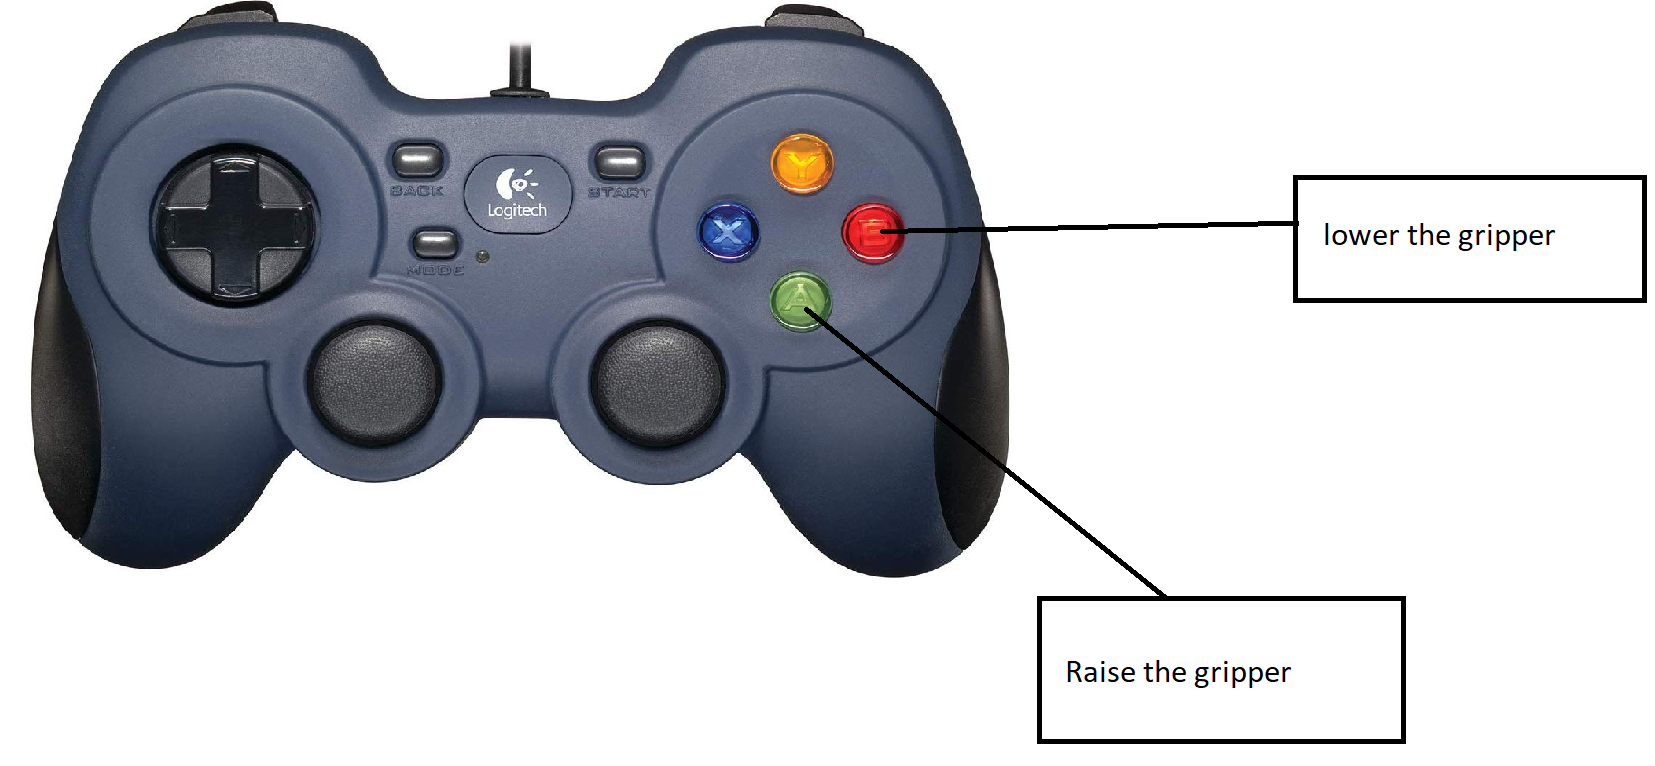 BACK
START
Logitech
MODE
Y
X
B
A
lower the gripper
Raise the gripper